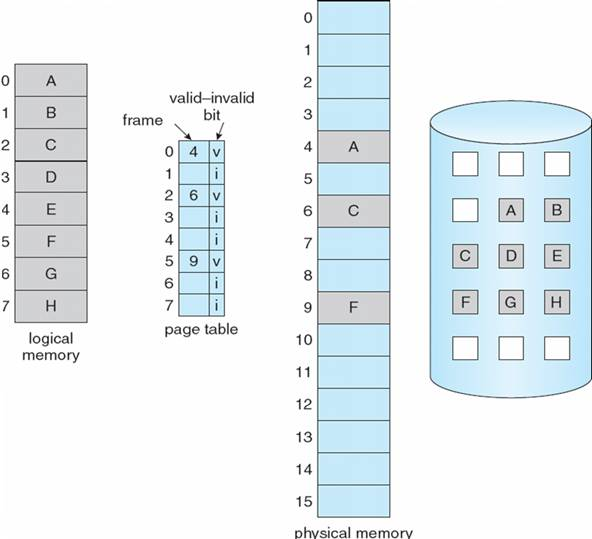 0 A
1 B
2 C
3 D
4 E
5 F
6 G
7 H
logical
memory
valid–invalid
bit
frame
0 4 v
1 i
2 6 v
3 i
4 i
5 9 v
6 i
7 i
page table
0
1
2
3
4 A
5
6 C
7
8
9 F
10
11
12
13
14
15
physical memory
A B
C D E
F G H